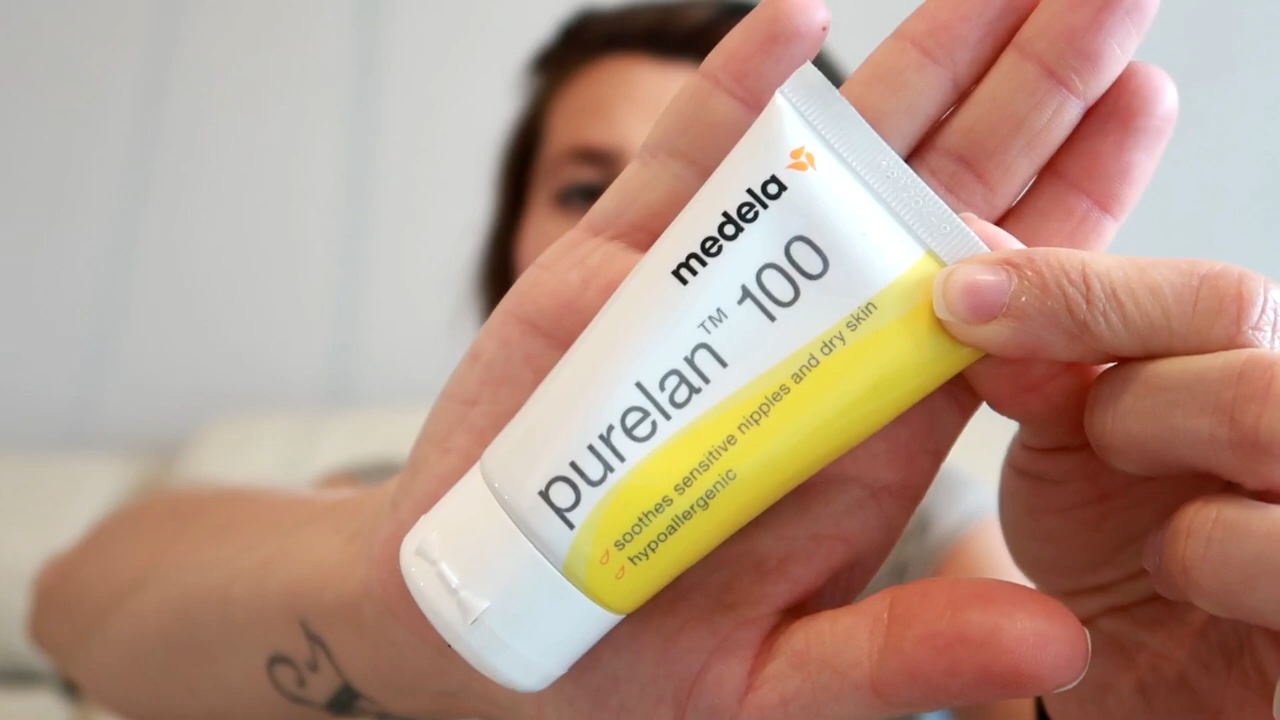 medela
purelan™ 100
soothes sensitive nipples and dry skin
hypoallergenic